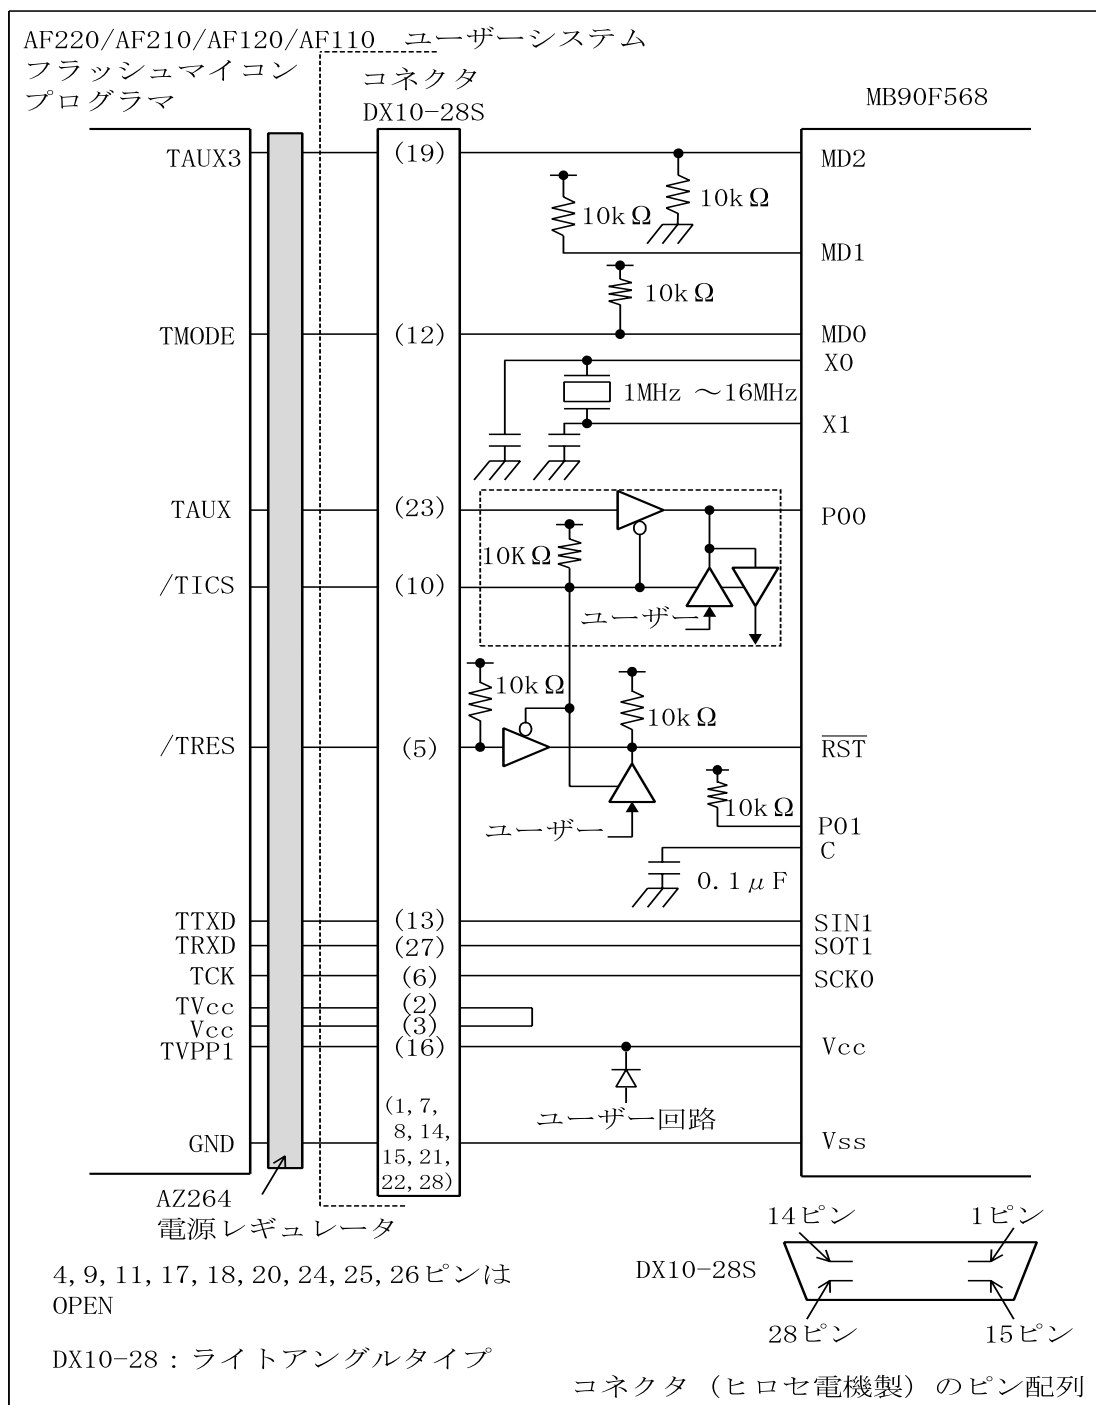 AF220/AF210/AF120/AF110
フラッシュマイコン
プログラマ
ユーザーシステム
コネクタ
DX10-28S
MB90F568
TAUX3
(19)
MD2
10kΩ
10kΩ
MD1
10kΩ
TMODE
(12)
MD0
X0
1MHz ～16MHz
X1
TAUX
(23)
P00
10KΩ
/TICS
(10)
ユーザー
10kΩ
10kΩ
/TRES
(5)
RST
10kΩ
ユーザー
P01
C
0.1μF
TTXD
(13)
SIN1
TRXD
(27)
SOT1
TCK
(6)
SCK0
TVcc
(2)
Vcc
(3)
TVPP1
(16)
Vcc
ユーザー回路
(1,7,
8,14,
15,21,
22,28)
GND
Vss
AZ264
電源レギュレータ
14ピン
1ピン
DX10-28S
28ピン
15ピン
4,9,11,17,18,20,24,25,26ピンは
OPEN
DX10-28：ライトアングルタイプ
コネクタ（ヒロセ電機製）のピン配列